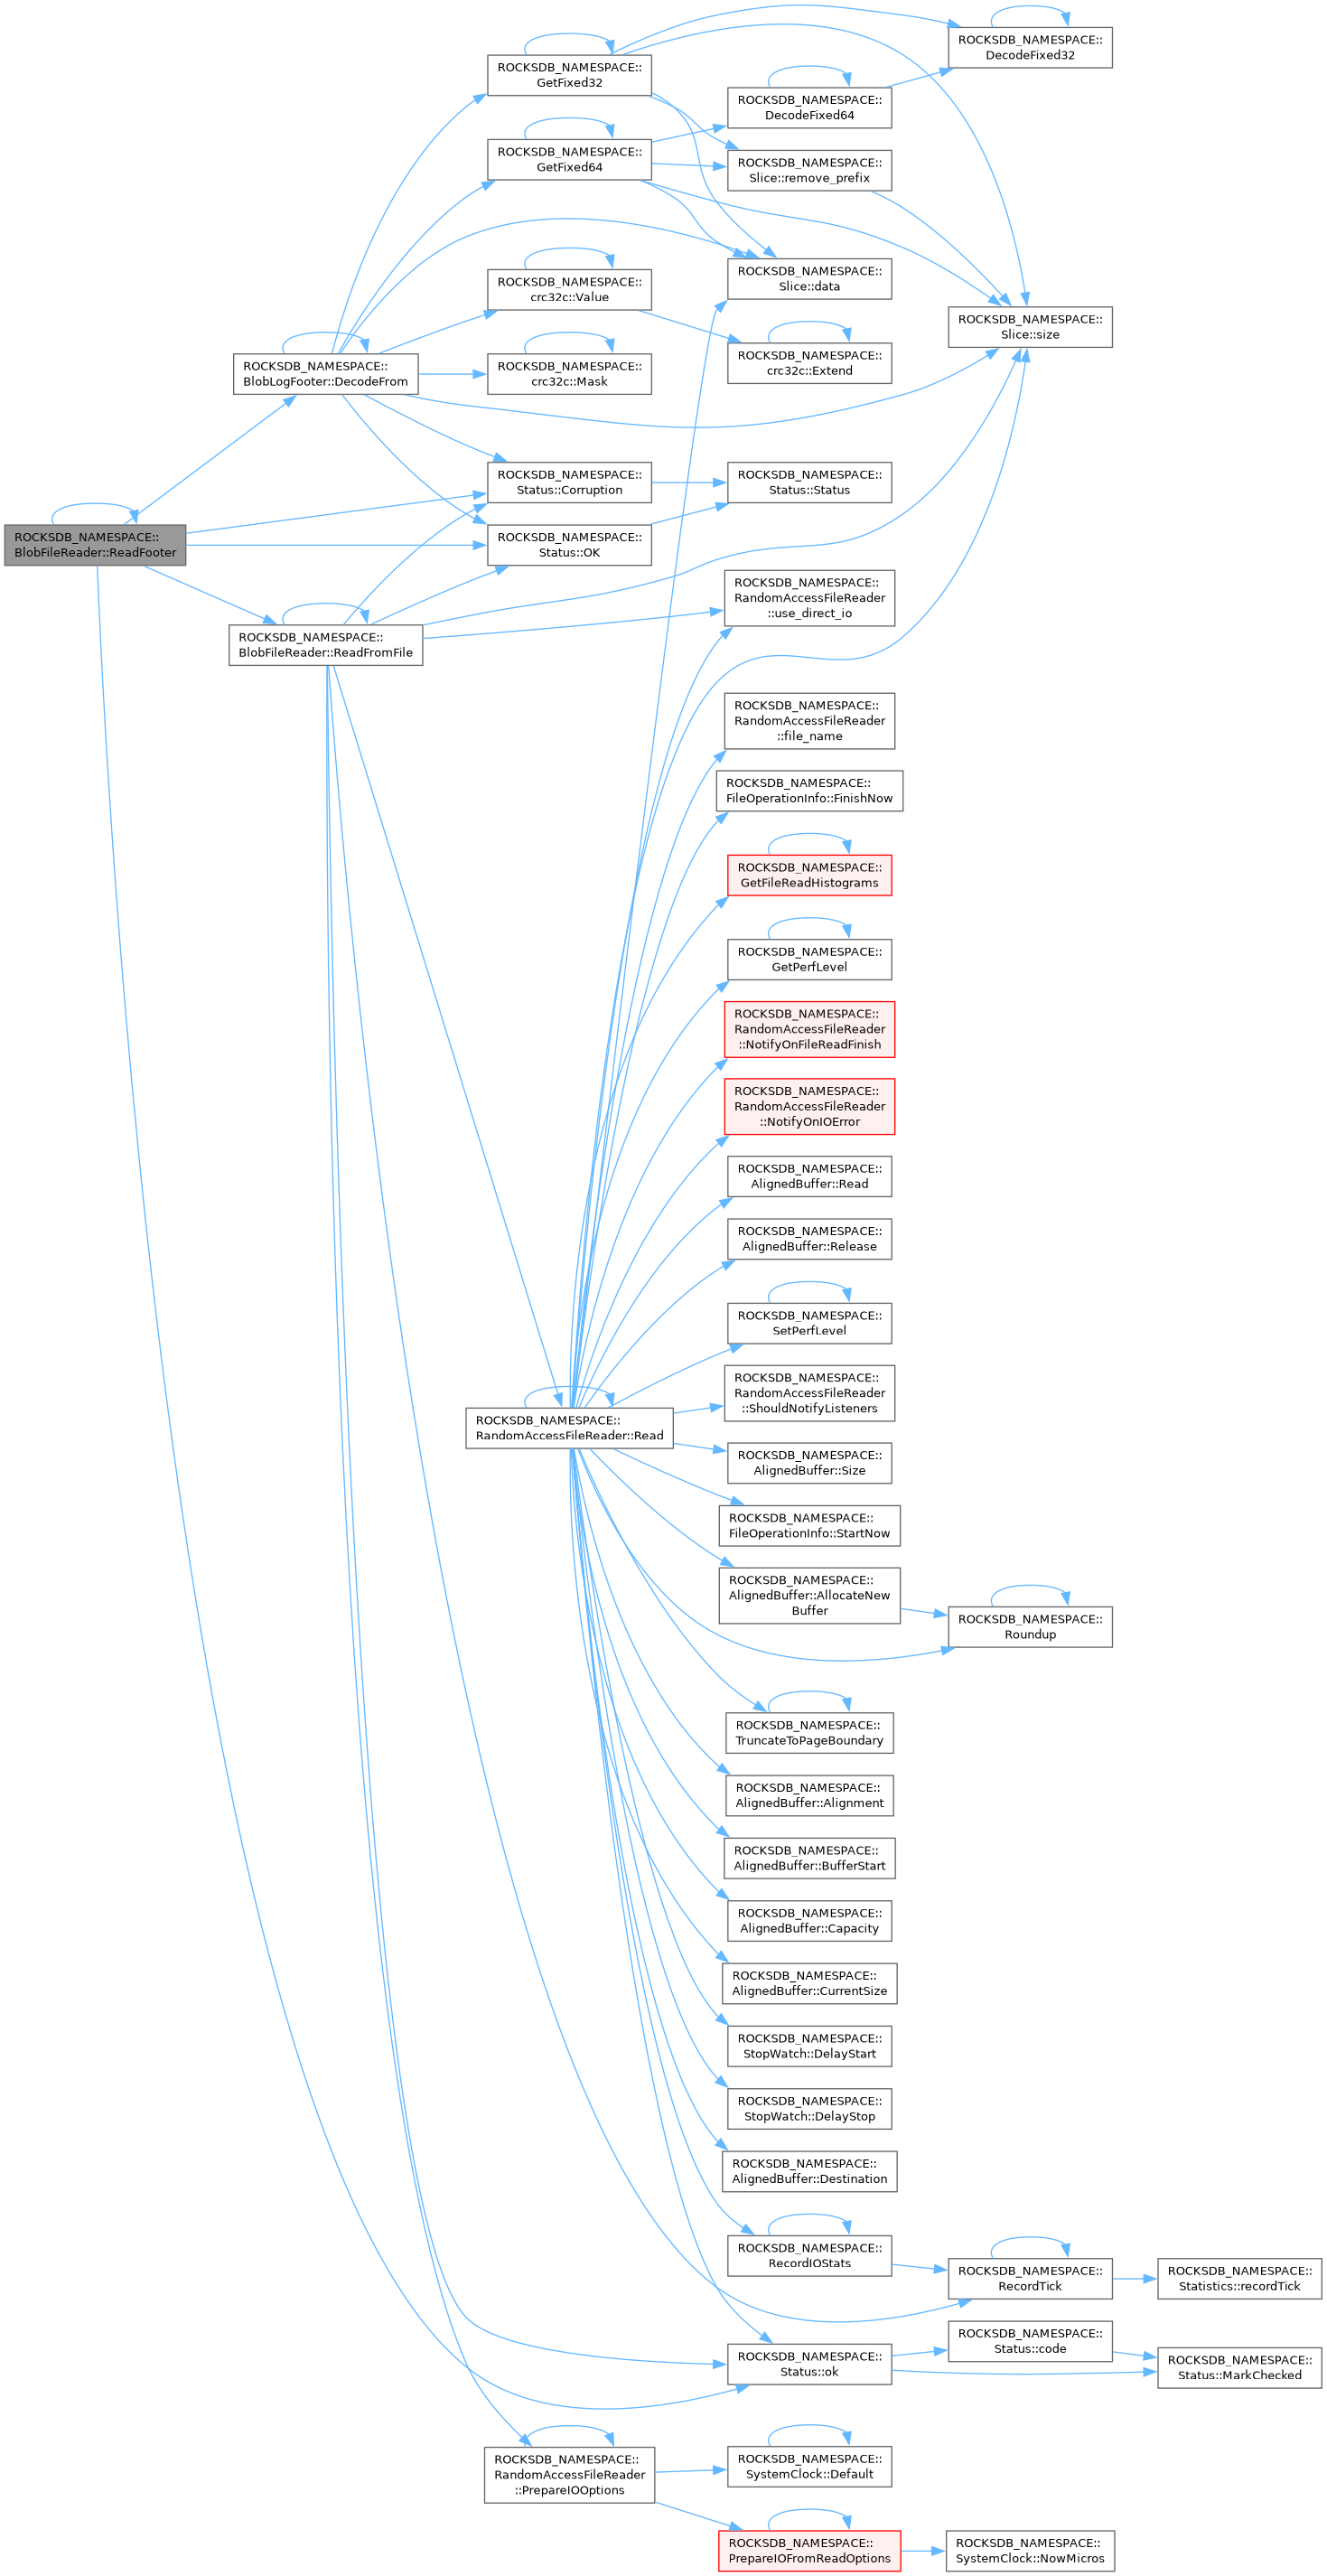 ROCKSDB_NAMESPACE::
BlobFileReader::ReadFooter
ROCKSDB_NAMESPACE::
BlobLogFooter::DecodeFrom
ROCKSDB_NAMESPACE::
BlobFileReader::ReadFromFile
ROCKSDB_NAMESPACE::
GetFixed32
ROCKSDB_NAMESPACE::
GetFixed64
ROCKSDB_NAMESPACE::
crc32c::Value
ROCKSDB_NAMESPACE::
crc32c::Mask
ROCKSDB_NAMESPACE::
Status::Corruption
ROCKSDB_NAMESPACE::
Status::OK
ROCKSDB_NAMESPACE::
RandomAccessFileReader::Read
ROCKSDB_NAMESPACE::
RandomAccessFileReader
::PrepareIOOptions
ROCKSDB_NAMESPACE::
DecodeFixed64
ROCKSDB_NAMESPACE::
Slice::remove_prefix
ROCKSDB_NAMESPACE::
Slice::data
ROCKSDB_NAMESPACE::
crc32c::Extend
ROCKSDB_NAMESPACE::
Status::Status
ROCKSDB_NAMESPACE::
RandomAccessFileReader
::use_direct_io
ROCKSDB_NAMESPACE::
RandomAccessFileReader
::file_name
ROCKSDB_NAMESPACE::
FileOperationInfo::FinishNow
ROCKSDB_NAMESPACE::
GetFileReadHistograms
ROCKSDB_NAMESPACE::
GetPerfLevel
ROCKSDB_NAMESPACE::
RandomAccessFileReader
::NotifyOnFileReadFinish
ROCKSDB_NAMESPACE::
RandomAccessFileReader
::NotifyOnIOError
ROCKSDB_NAMESPACE::
AlignedBuffer::Read
ROCKSDB_NAMESPACE::
AlignedBuffer::Release
ROCKSDB_NAMESPACE::
SetPerfLevel
ROCKSDB_NAMESPACE::
RandomAccessFileReader
::ShouldNotifyListeners
ROCKSDB_NAMESPACE::
AlignedBuffer::Size
ROCKSDB_NAMESPACE::
FileOperationInfo::StartNow
ROCKSDB_NAMESPACE::
AlignedBuffer::AllocateNew
Buffer
ROCKSDB_NAMESPACE::
TruncateToPageBoundary
ROCKSDB_NAMESPACE::
AlignedBuffer::Alignment
ROCKSDB_NAMESPACE::
AlignedBuffer::BufferStart
ROCKSDB_NAMESPACE::
AlignedBuffer::Capacity
ROCKSDB_NAMESPACE::
AlignedBuffer::CurrentSize
ROCKSDB_NAMESPACE::
StopWatch::DelayStart
ROCKSDB_NAMESPACE::
StopWatch::DelayStop
ROCKSDB_NAMESPACE::
AlignedBuffer::Destination
ROCKSDB_NAMESPACE::
RecordIOStats
ROCKSDB_NAMESPACE::
Status::ok
ROCKSDB_NAMESPACE::
SystemClock::Default
ROCKSDB_NAMESPACE::
PrepareIOFromReadOptions
ROCKSDB_NAMESPACE::
DecodeFixed32
ROCKSDB_NAMESPACE::
Slice::size
ROCKSDB_NAMESPACE::
Roundup
ROCKSDB_NAMESPACE::
RecordTick
ROCKSDB_NAMESPACE::
Status::code
ROCKSDB_NAMESPACE::
SystemClock::NowMicros
ROCKSDB_NAMESPACE::
Statistics::recordTick
ROCKSDB_NAMESPACE::
Status::MarkChecked